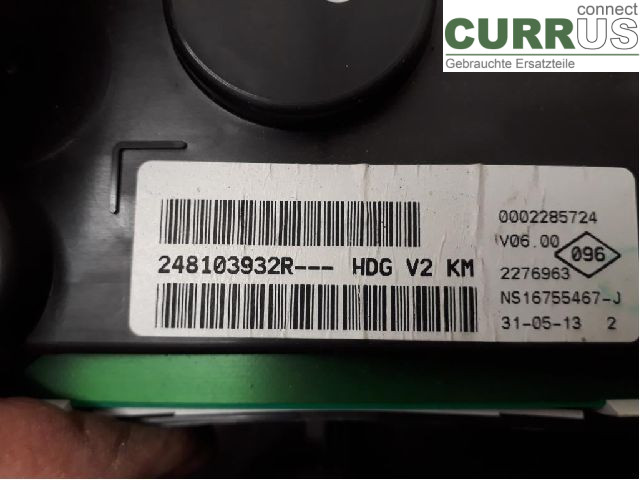 connect
CURRUS
Gebrauchte Ersatzteile
248103932R--- HDG V2 KM
0002285724
V06.00
096
2276963
NS16755467-J
31-05-13 2